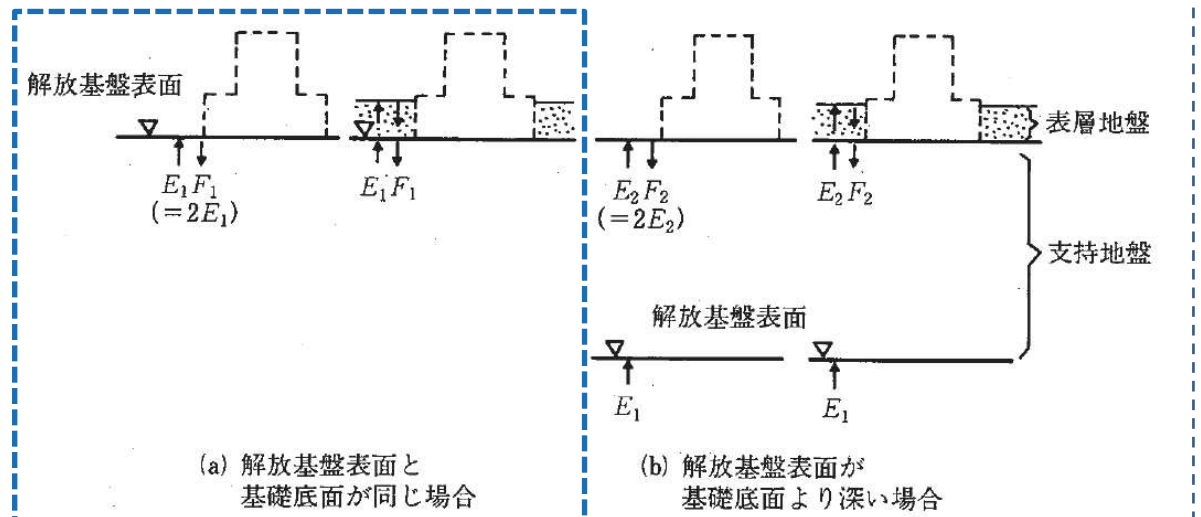 解放基盤表面
E₁ F₁
(=2E₁)
E₁ F₁
E₂ F₂
(=2E₂)
E₂ F₂
表層地盤
支持地盤
解放基盤表面
E₁
E₁
(a) 解放基盤表面と
基礎底面が同じ場合
(b) 解放基盤表面が
基礎底面より深い場合